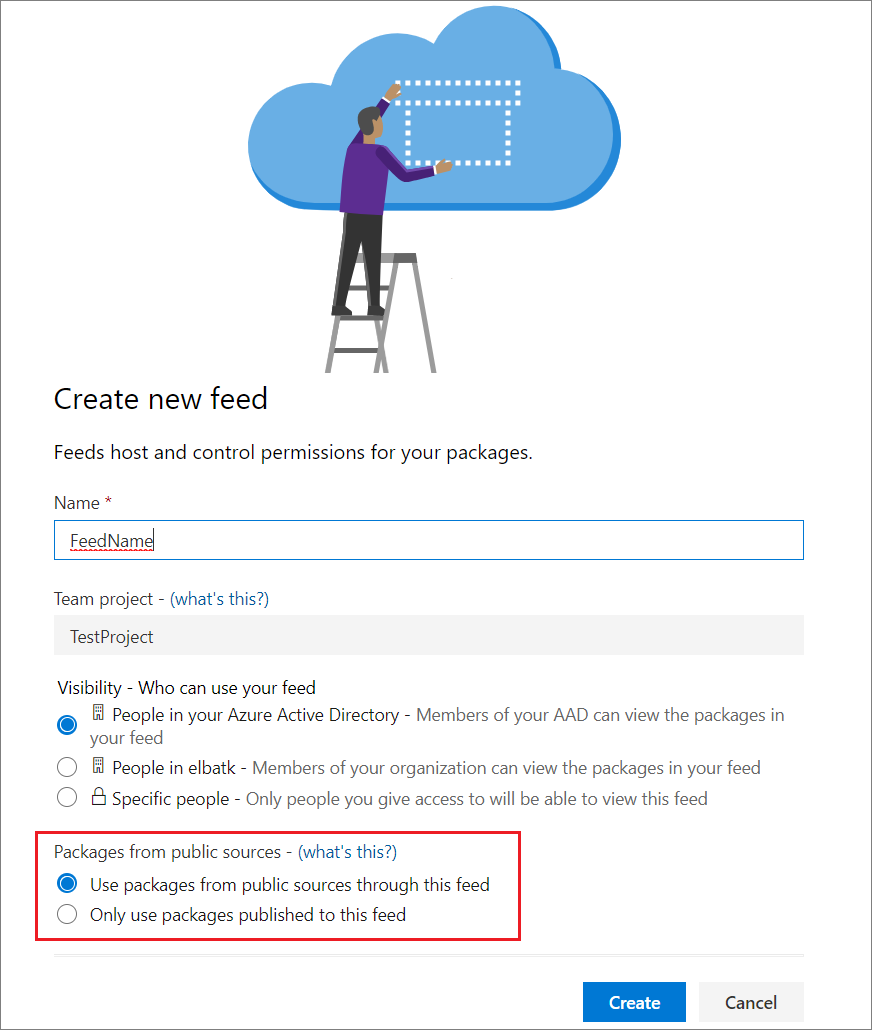 Create new feed
Feeds host and control permissions for your packages.
Name *
FeedName
Team project - (what's this?)
TestProject
Visibility - Who can use your feed
People in your Azure Active Directory - Members of your AAD can view the packages in
your feed
People in elbatk - Members of your organization can view the packages in your feed
Specific people - Only people you give access to will be able to view this feed
Packages from public sources - (what's this?)
Use packages from public sources through this feed
Only use packages published to this feed
Create Cancel